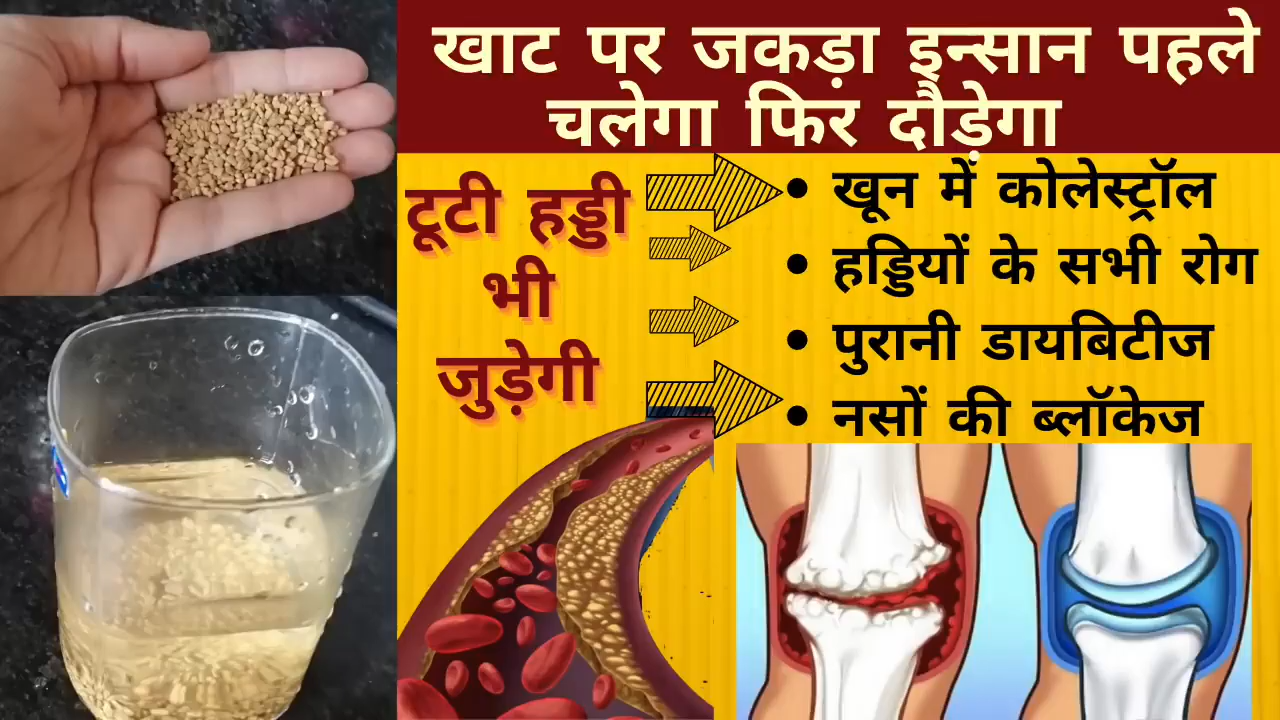 खाट पर जकड़ा इन्सान पहले
चलेगा फिर दौड़ेगा
टूटी हड्डी
भी
जुड़ेगी
• खून में कोलेस्ट्रॉल
• हड्डियों के सभी रोग
• पुरानी डायबिटीज
• नसों की ब्लॉकेज